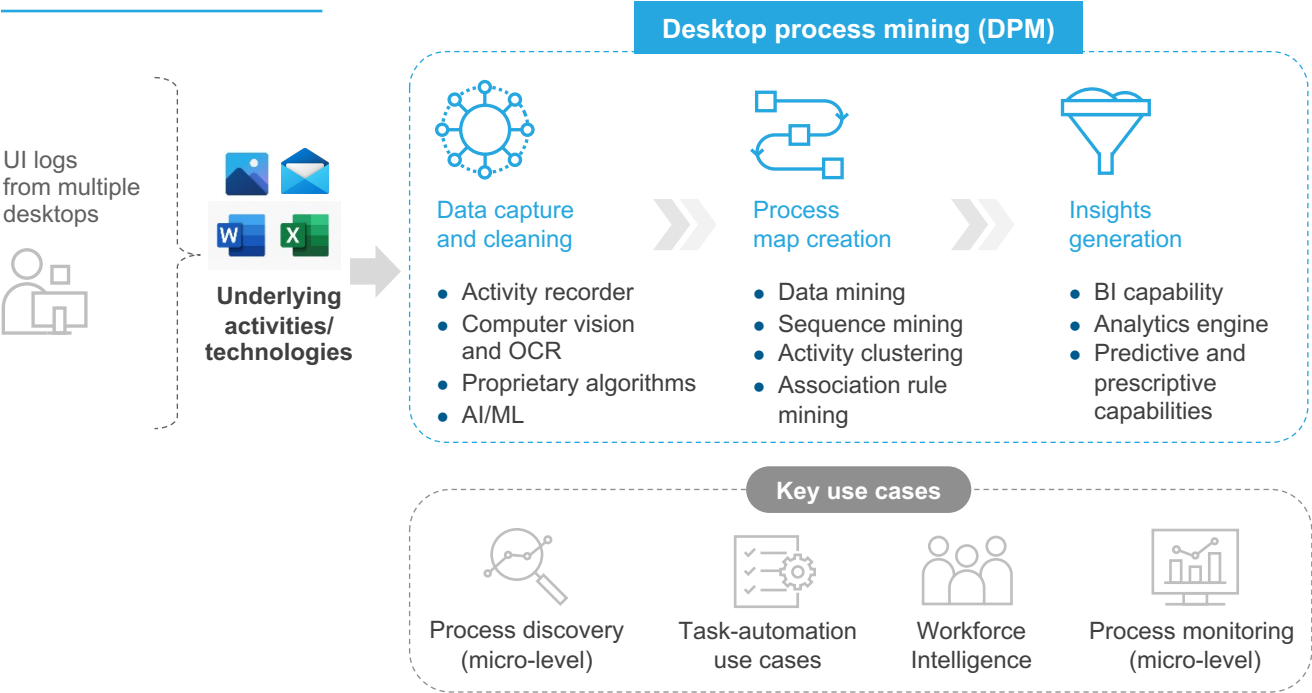 Desktop process mining (DPM)
UI logs
from multiple
desktops
W
X
Underlying
activities/
technologies
Data capture
and cleaning
• Activity recorder
• Computer vision
and OCR
• Proprietary algorithms
• AI/ML
Process
map creation
• Data mining
• Sequence mining
• Activity clustering
• Association rule
mining
Insights
generation
• BI capability
• Analytics engine
• Predictive and
prescriptive
capabilities
Key use cases
Process discovery
(micro-level)
Task-automation
use cases
Workforce
Intelligence
Process monitoring
(micro-level)